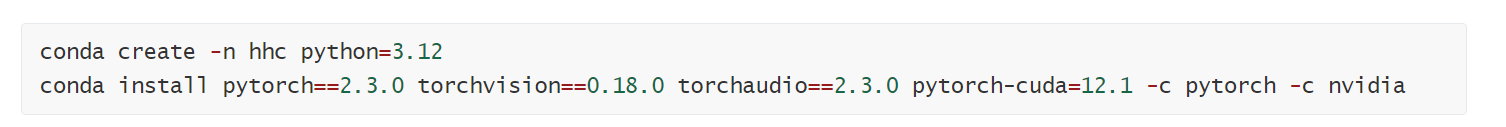 conda create -n hhc python=3.12
conda install pytorch==2.3.0 torchvision==0.18.0 torchaudio==2.3.0 pytorch-cuda=12.1 -c pytorch -c nvidia